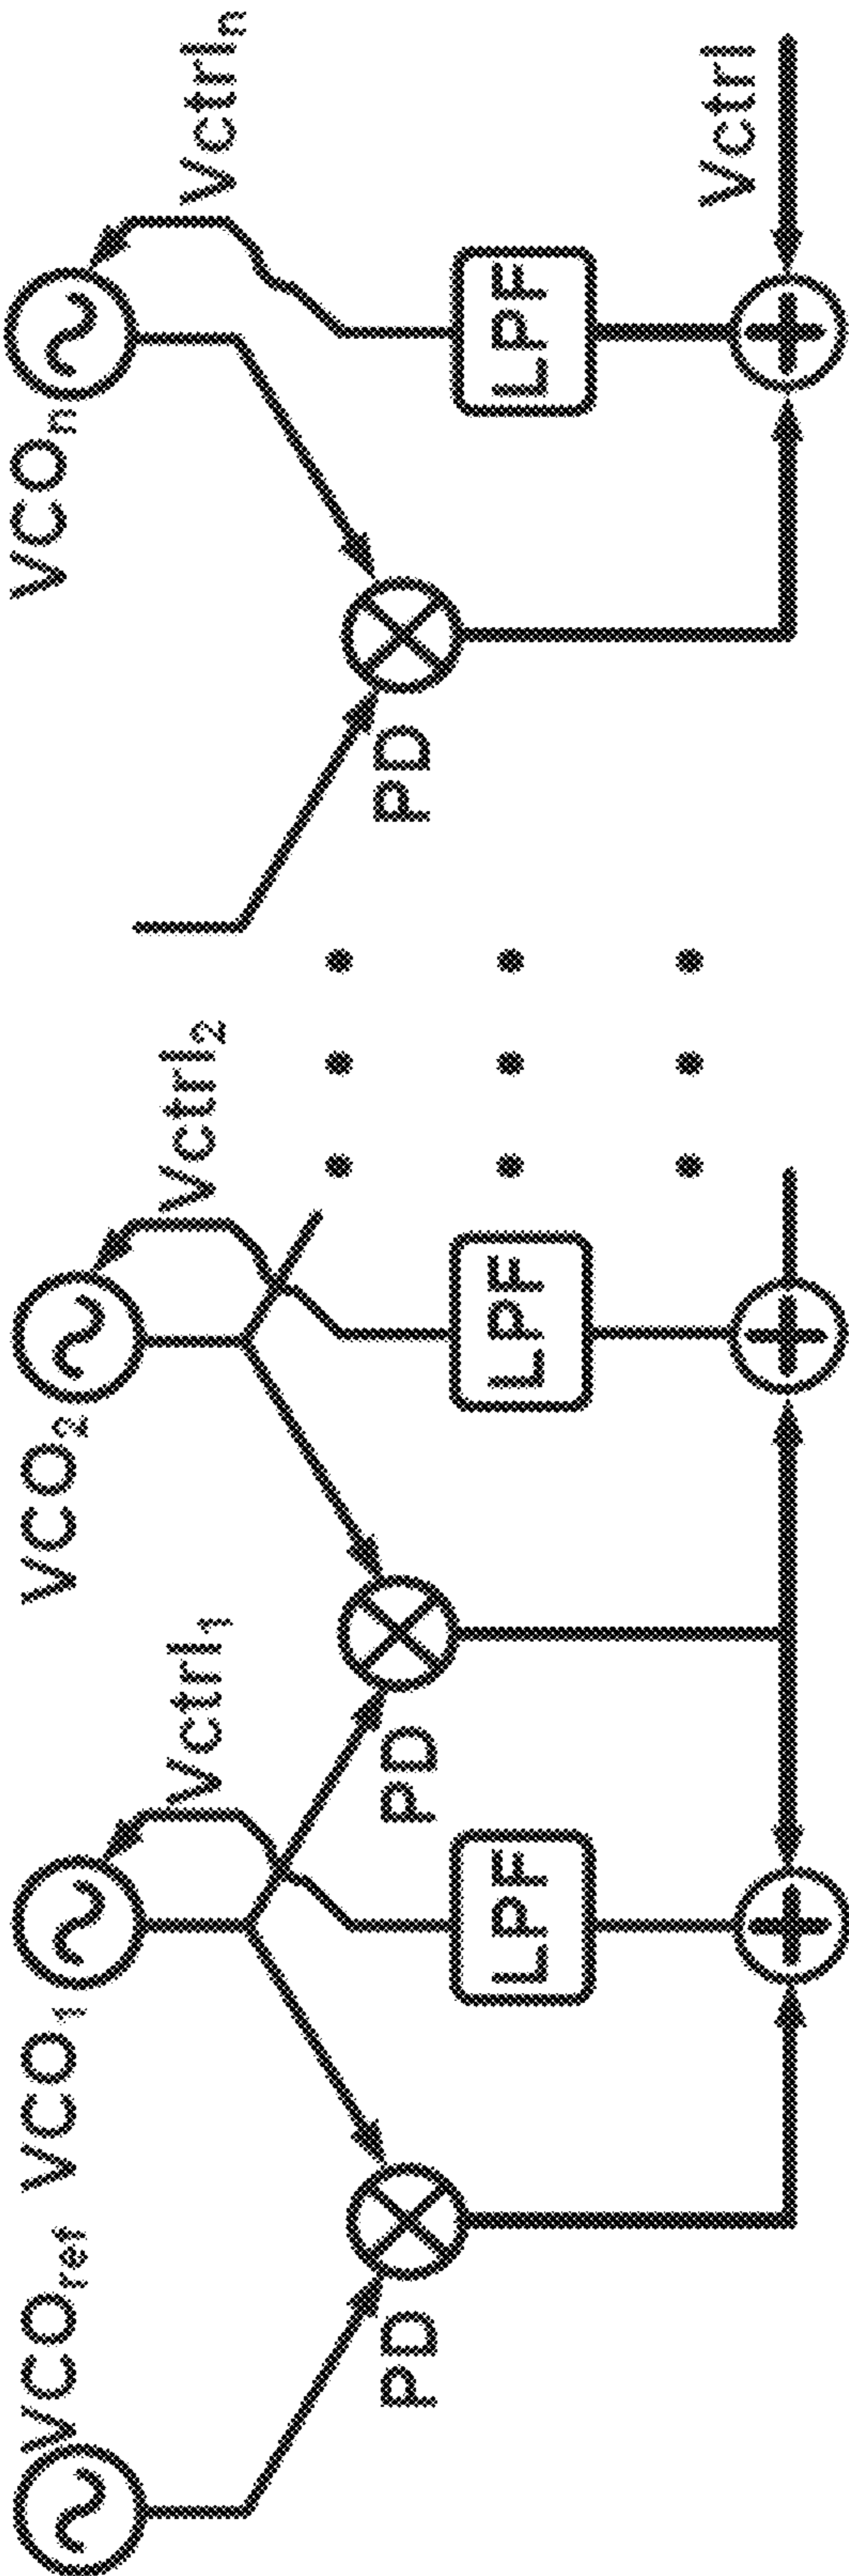 VCOref
VCO1
Vctrl1
VCO2
Vctrl2
VCOn
Vctrln
PD
PD
PD
LPF
LPF
LPF
Vctrl